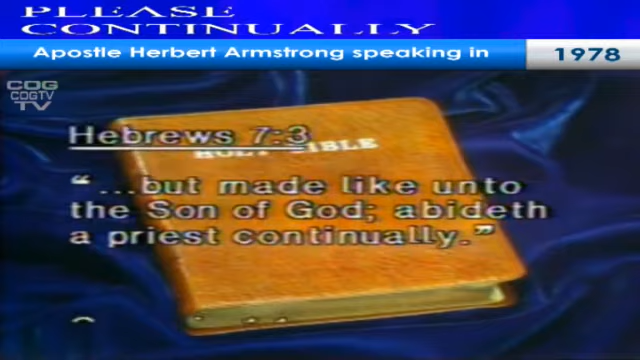 PLEASE
CONTINUALLY
Apostle Herbert Armstrong speaking in
1978
COG
COGTV
TV
Hebrews 7:3
HOLY BIBLE
“...but made like unto
the Son of God; abideth
a priest continually.”